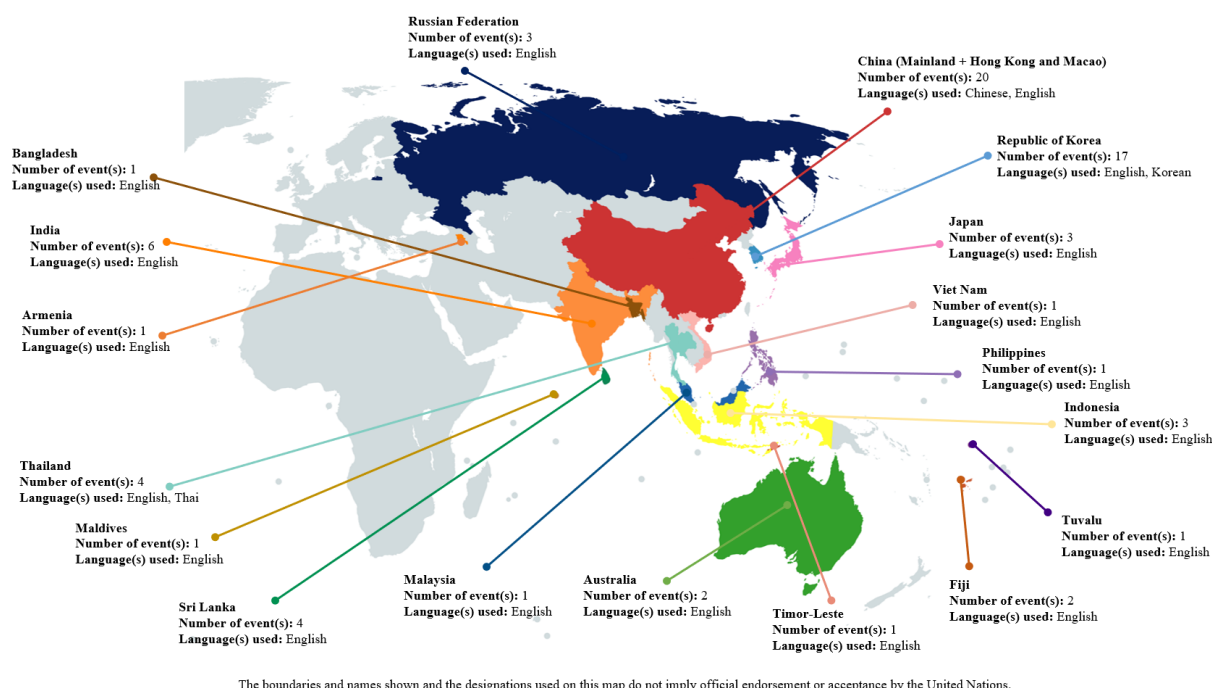 Russian Federation
Number of event(s): 3
Language(s) used: English
China (Mainland + Hong Kong and Macao)
Number of event(s): 20
Language(s) used: Chinese, English
Republic of Korea
Number of event(s): 17
Language(s) used: English, Korean
Bangladesh
Number of event(s): 1
Language(s) used: English
India
Number of event(s): 6
Language(s) used: English
Japan
Number of event(s): 3
Language(s) used: English
Viet Nam
Number of event(s): 1
Language(s) used: English
Armenia
Number of event(s): 1
Language(s) used: English
Philippines
Number of event(s): 1
Language(s) used: English
Indonesia
Number of event(s): 3
Language(s) used: English
Thailand
Number of event(s): 4
Language(s) used: English, Thai
Maldives
Number of event(s): 1
Language(s) used: English
Tuvalu
Number of event(s): 1
Language(s) used: English
Sri Lanka
Number of event(s): 4
Language(s) used: English
Malaysia
Number of event(s): 1
Language(s) used: English
Australia
Number of event(s): 2
Language(s) used: English
Timor-Leste
Number of event(s): 1
Language(s) used: English
Fiji
Number of event(s): 2
Language(s) used: English
The boundaries and names shown and the designations used on this map do not imply official endorsement or acceptance by the United Nations.